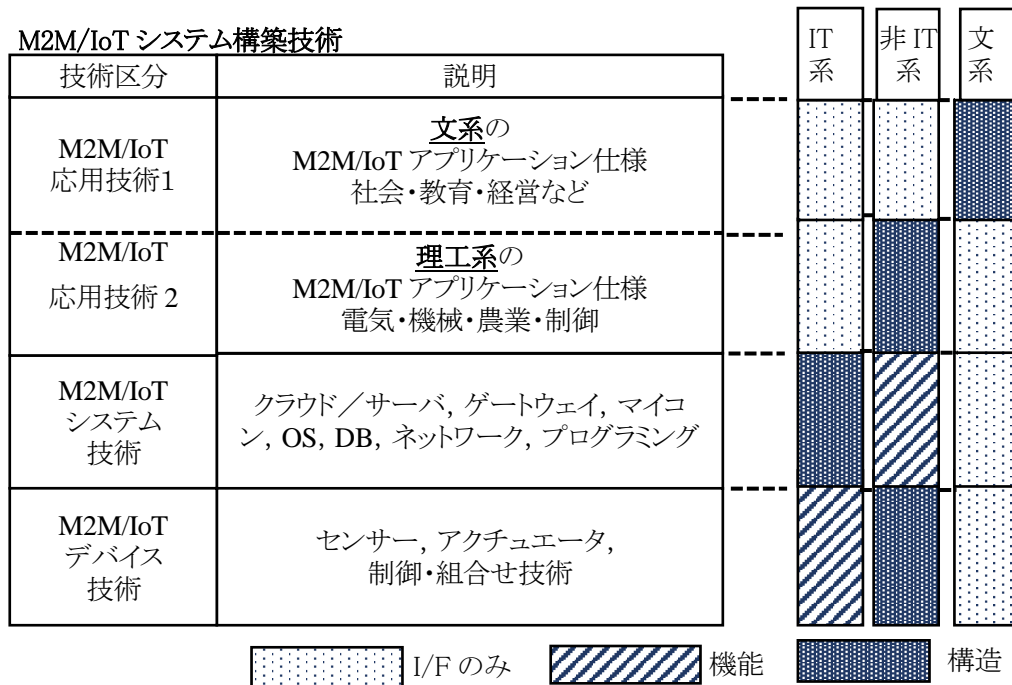 M2M/IoT システム構築技術
IT
系
非 IT
系
文
系
技術区分
説明
M2M/IoT
応用技術1
文系の
M2M/IoT アプリケーション仕様
社会・教育・経営など
M2M/IoT
応用技術 2
理工系の
M2M/IoT アプリケーション仕様
電気・機械・農業・制御
M2M/IoT
システム
技術
クラウド／サーバ, ゲートウェイ, マイコ
ン, OS, DB, ネットワーク, プログラミング
M2M/IoT
デバイス
技術
センサー, アクチュエータ,
制御・組合せ技術
I/F のみ
機能
構造